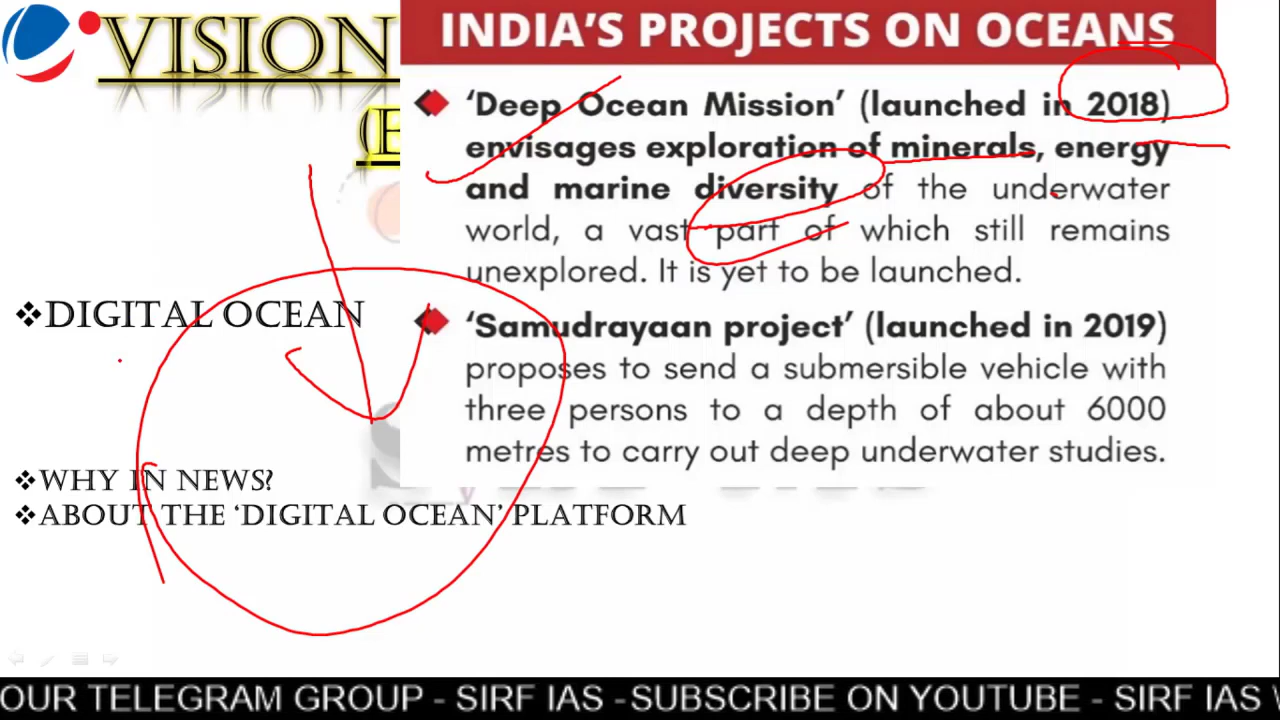 VISION
(E
INDIA'S PROJECTS ON OCEANS
'Deep Ocean Mission' (launched in 2018)
envisages exploration of minerals, energy
and marine diversity of the underwater
world, a vast part of which still remains
unexplored. It is yet to be launched.
'Samudrayaan project' (launched in 2019)
proposes to send a submersible vehicle with
three persons to a depth of about 6000
metres to carry out deep underwater studies.
❖DIGITAL OCEAN
❖WHY IN NEWS?
❖ABOUT THE 'DIGITAL OCEAN' PLATFORM
OUR TELEGRAM GROUP - SIRF IAS -SUBSCRIBE ON YOUTUBE - SIRF IAS